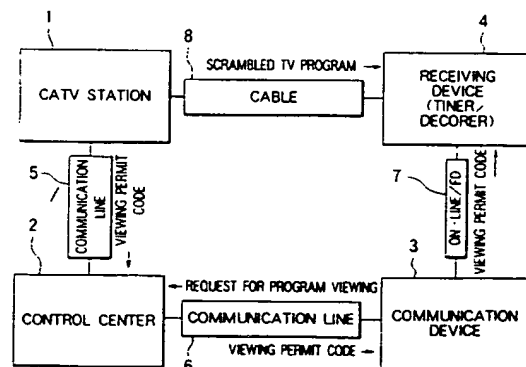 1
8
SCRAMBLED TV PROGRAM →
4
CATV STATION
CABLE
RECEIVING
DEVICE
(TINER/
DECORER)
5
COMMUNICATION
LINE
VIEWING PERMIT
CODE
7
ON·LINE/FD
VIEWING PERMIT CODE
2
3
← REQUEST FOR PROGRAM VIEWING
CONTROL CENTER
COMMUNICATION LINE
COMMUNICATION
DEVICE
6
VIEWING PERMIT CODE →